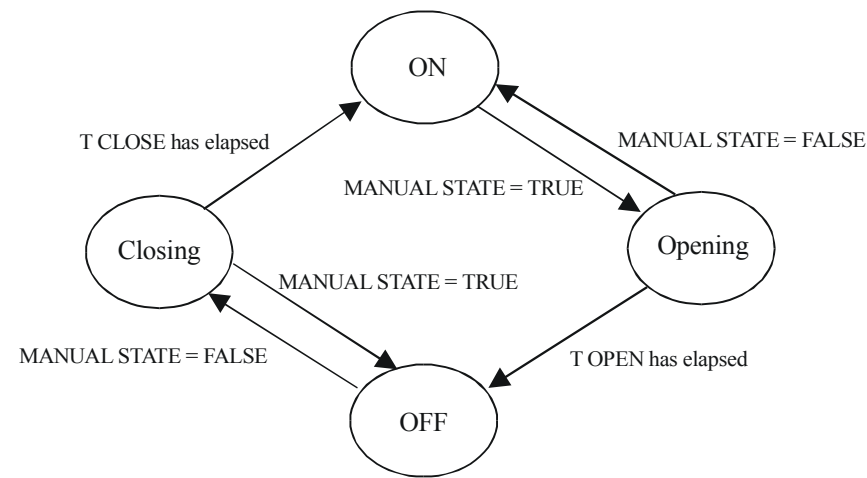 ON
T CLOSE has elapsed
MANUAL STATE = FALSE
MANUAL STATE = TRUE
Closing
Opening
MANUAL STATE = TRUE
MANUAL STATE = FALSE
T OPEN has elapsed
OFF